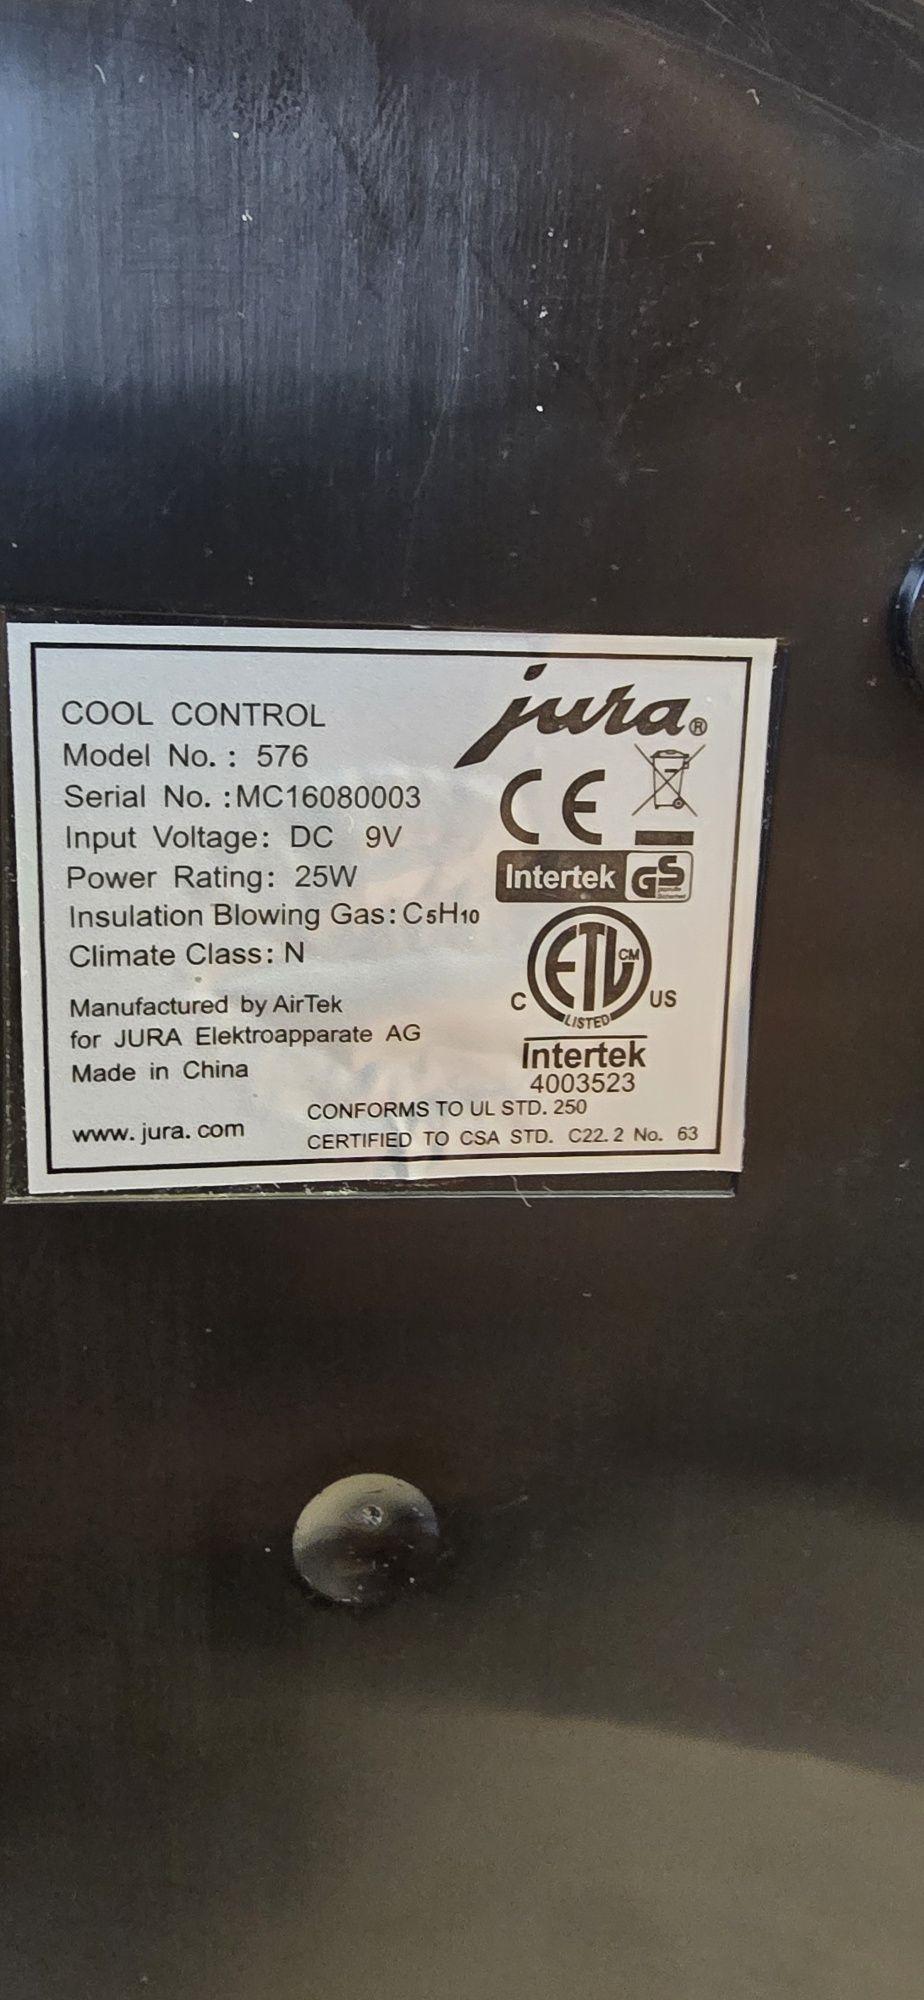 jura®
COOL CONTROL
Model No. : 576
Serial No. :MC16080003
Input Voltage: DC 9V
Power Rating: 25W
Insulation Blowing Gas: C5H10
Climate Class: N
Manufactured by AirTek
for JURA Elektroapparate AG
Made in China
www.jura.com
CE
Intertek GS
ETL CM
C US
LISTED
Intertek
4003523
CONFORMS TO UL STD. 250
CERTIFIED TO CSA STD. C22.2 No. 63